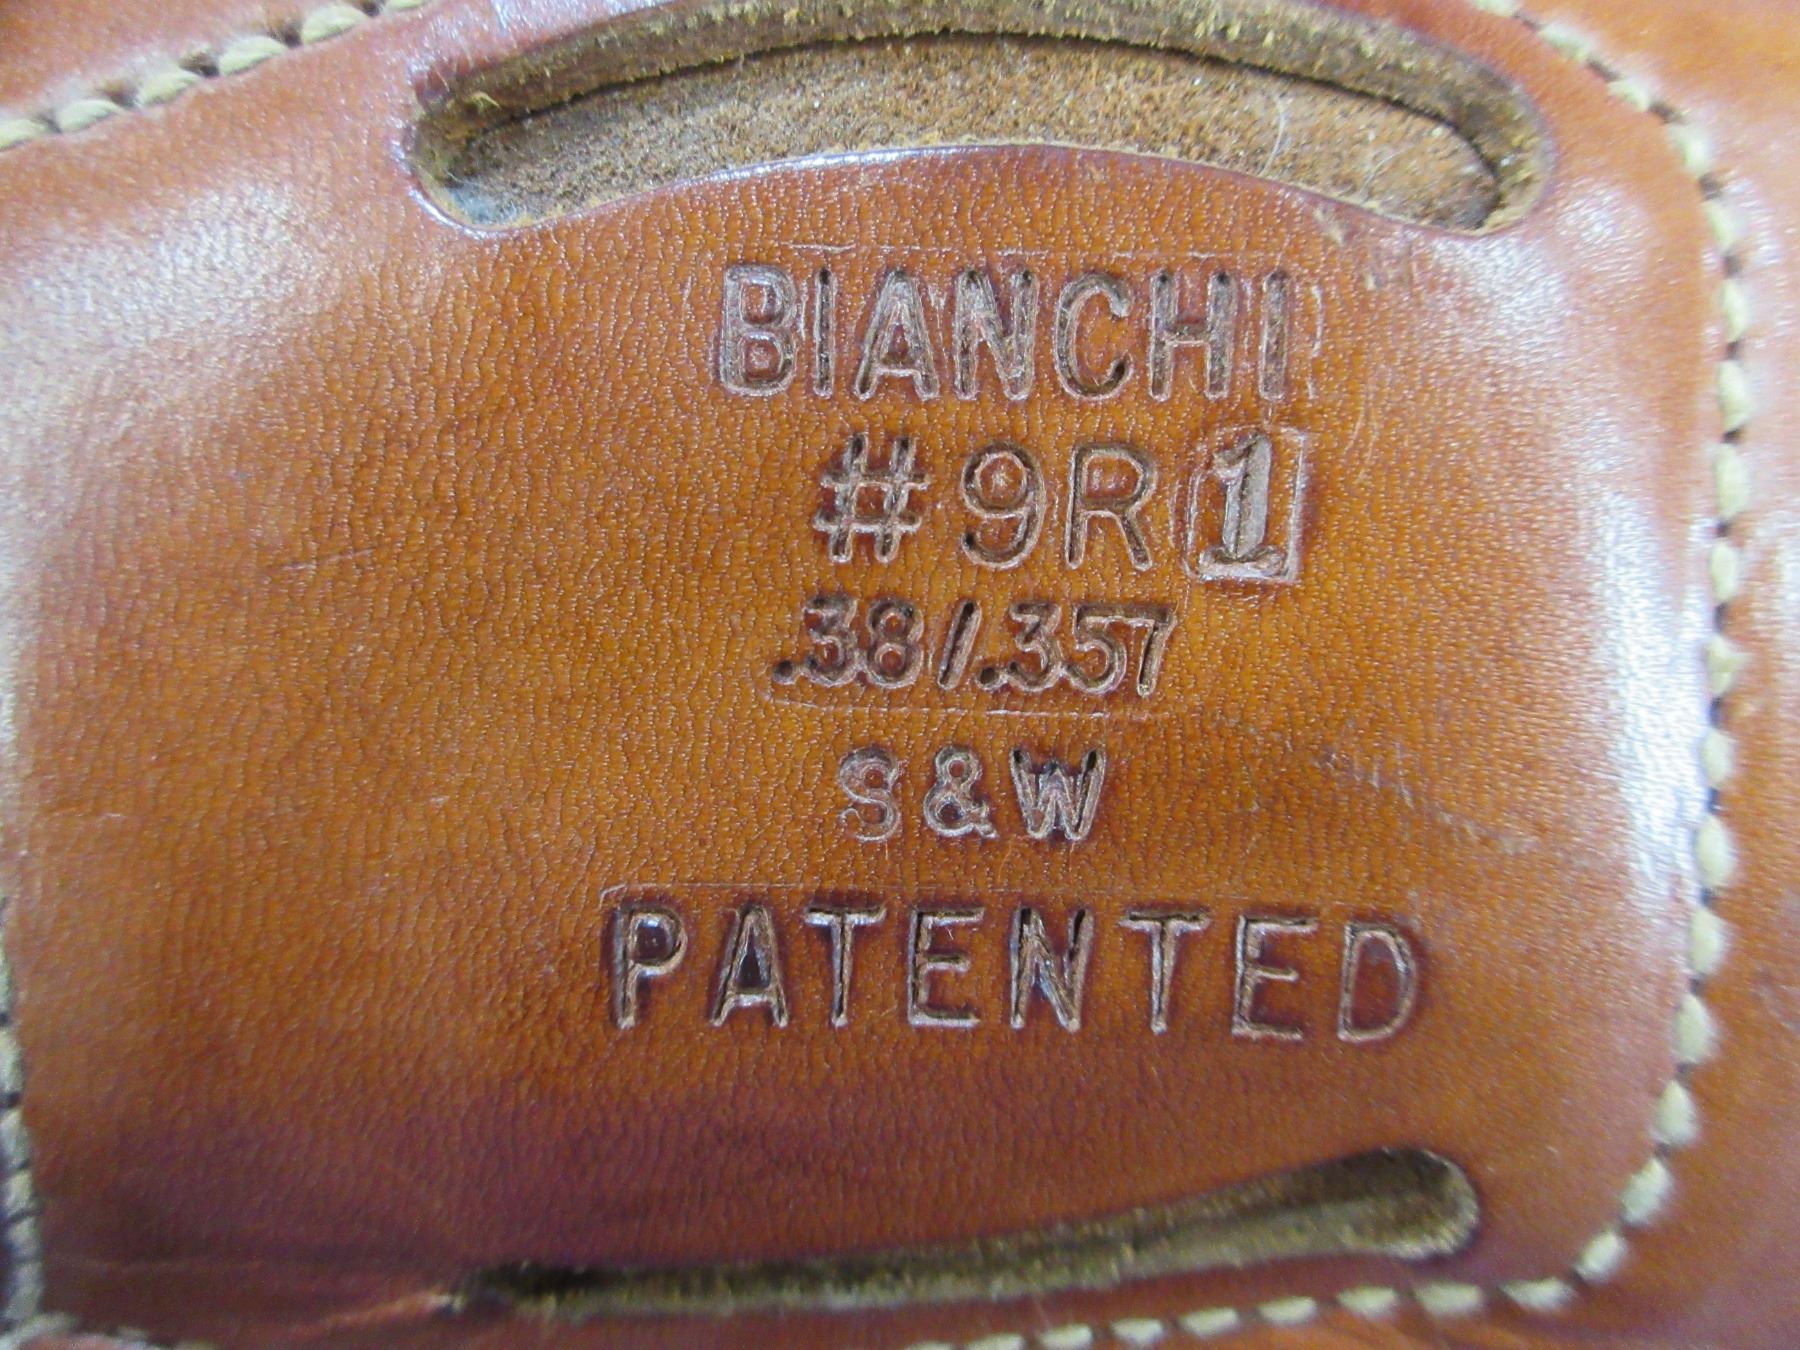 BIANCHI
#9R1
.38/.357
S&W
PATENTED